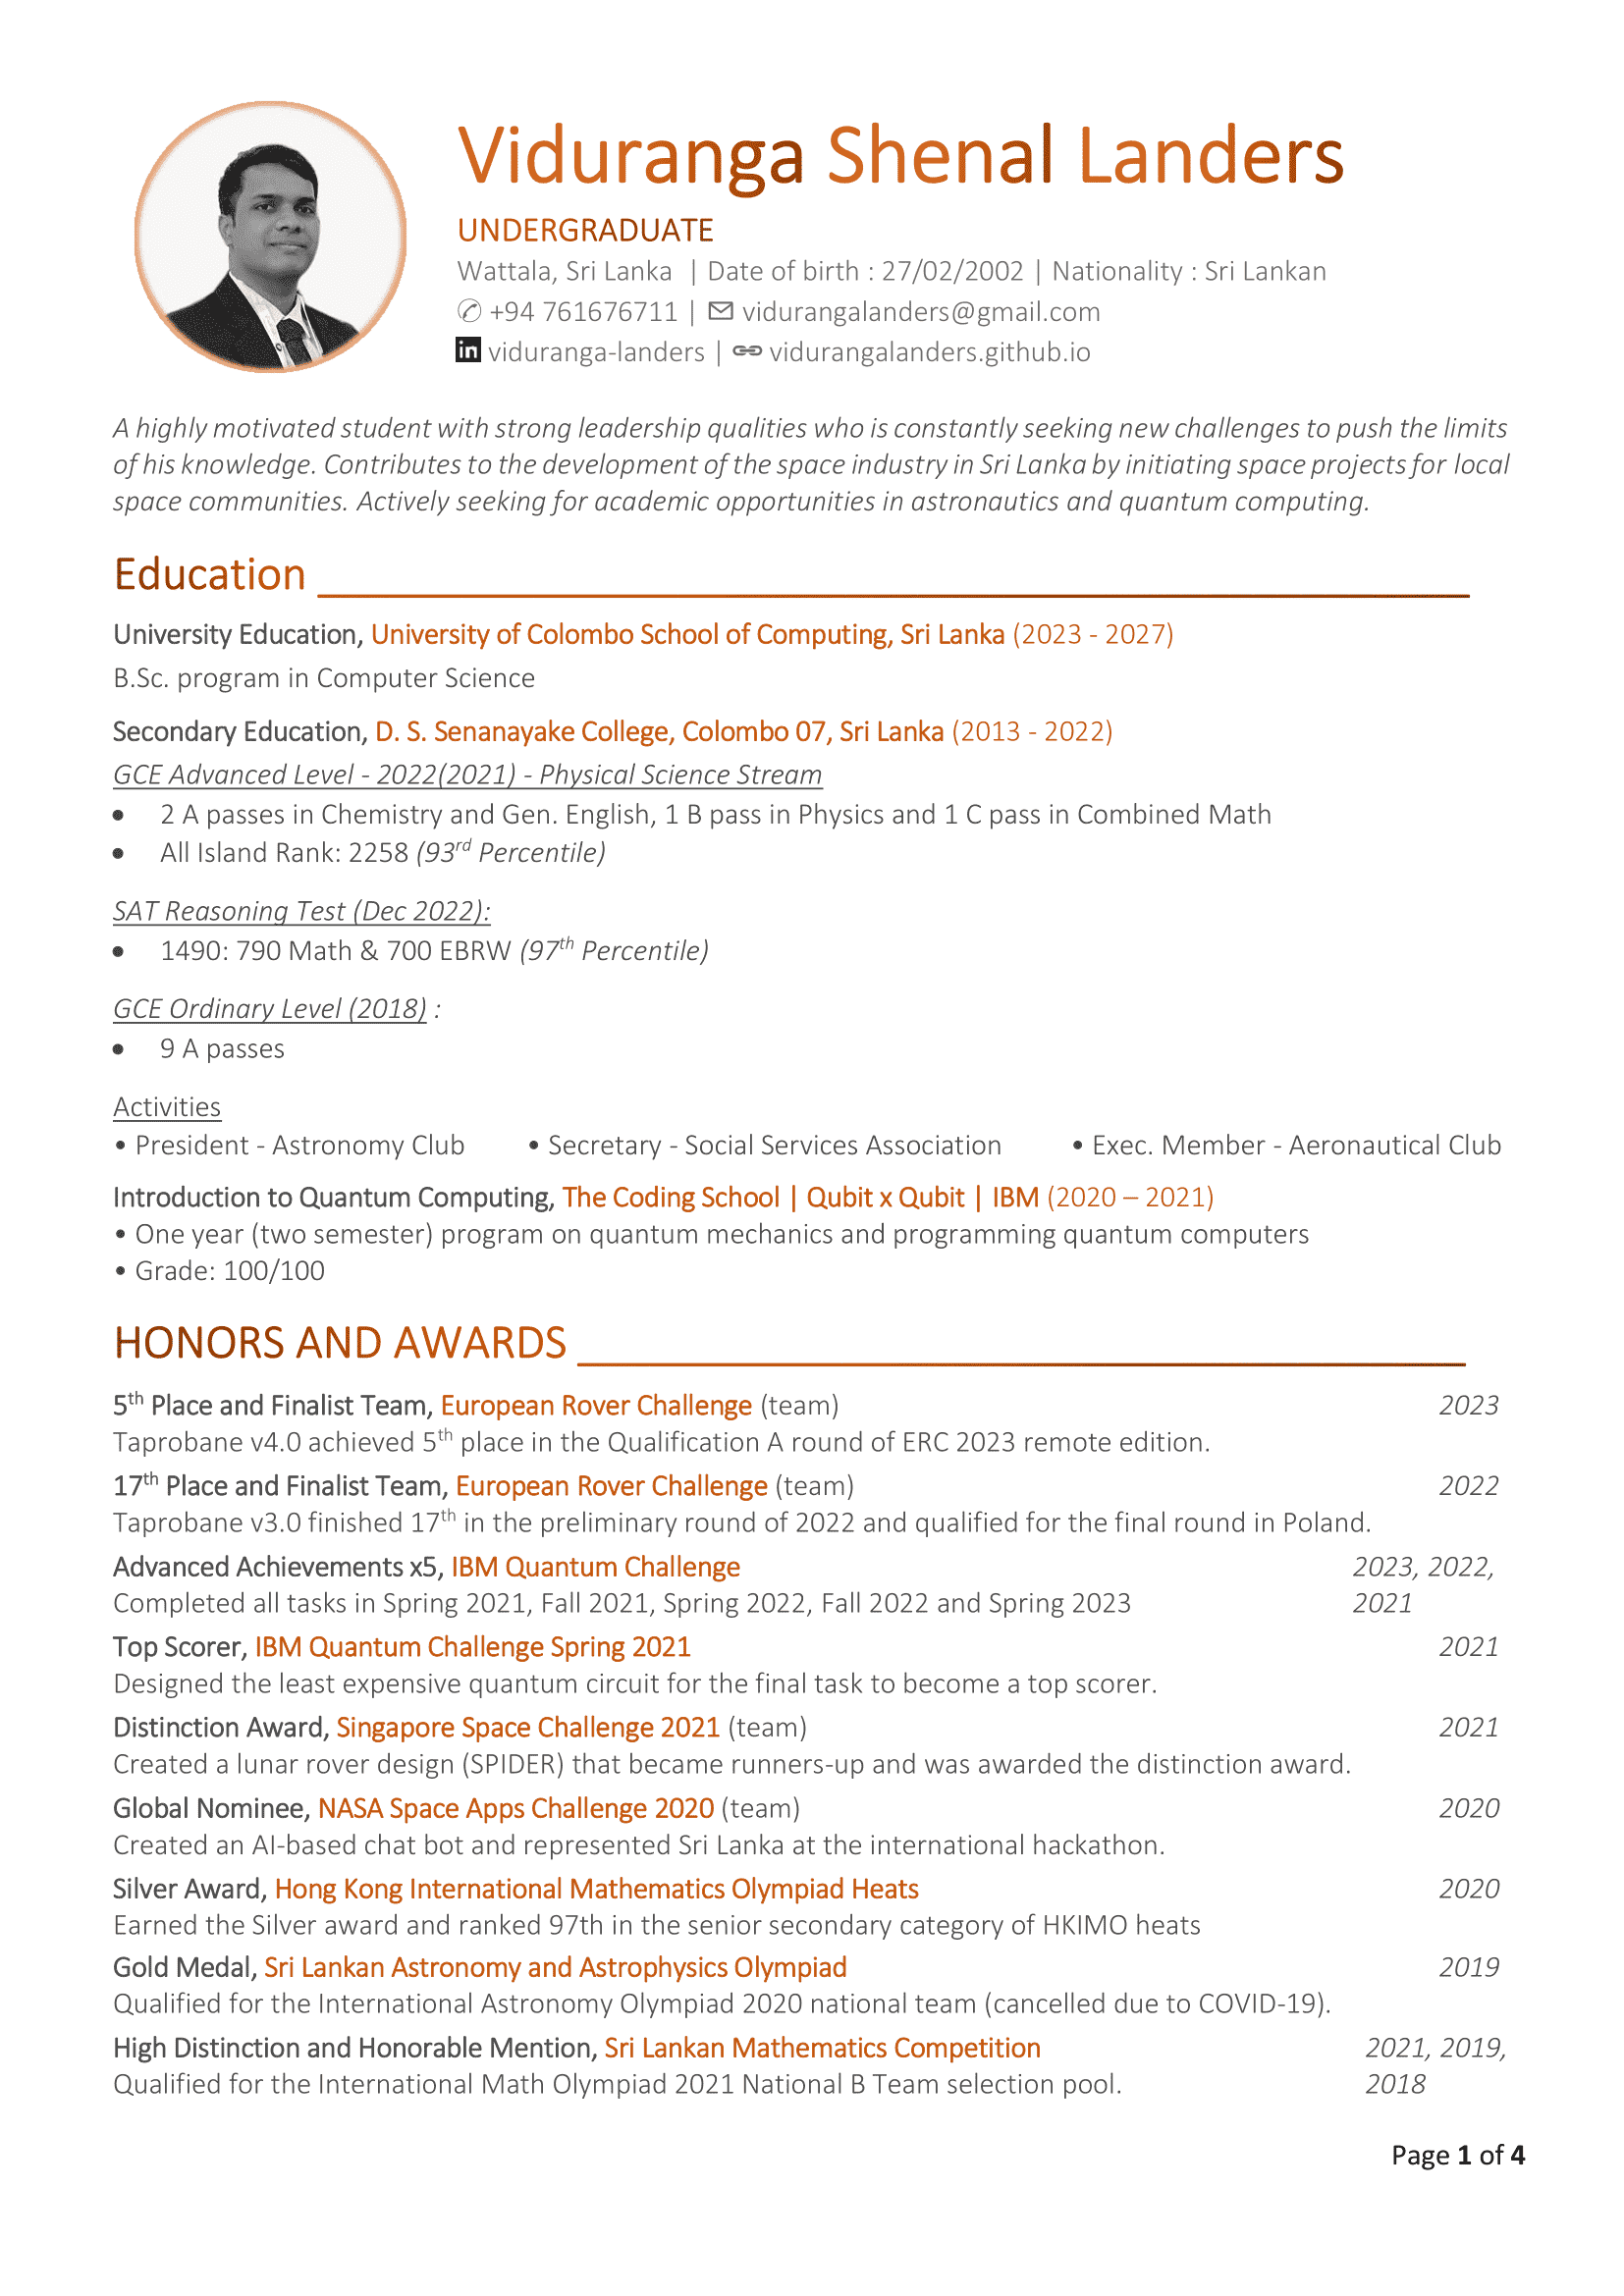 Viduranga Shenal Landers
UNDERGRADUATE
Wattala, Sri Lanka | Date of birth : 27/02/2002 | Nationality : Sri Lankan
✆ +94 761676711 | vidurangalanders@gmail.com
in viduranga-landers | vidurangalanders.github.io
A highly motivated student with strong leadership qualities who is constantly seeking new challenges to push the limits
of his knowledge. Contributes to the development of the space industry in Sri Lanka by initiating space projects for local
space communities. Actively seeking for academic opportunities in astronautics and quantum computing.
Education
University Education, University of Colombo School of Computing, Sri Lanka (2023 - 2027)
B.Sc. program in Computer Science
Secondary Education, D. S. Senanayake College, Colombo 07, Sri Lanka (2013 - 2022)
GCE Advanced Level - 2022(2021) - Physical Science Stream
• 2 A passes in Chemistry and Gen. English, 1 B pass in Physics and 1 C pass in Combined Math
• All Island Rank: 2258 (93rd Percentile)
SAT Reasoning Test (Dec 2022):
• 1490: 790 Math & 700 EBRW (97th Percentile)
GCE Ordinary Level (2018) :
• 9 A passes
Activities
• President - Astronomy Club • Secretary - Social Services Association • Exec. Member - Aeronautical Club
Introduction to Quantum Computing, The Coding School | Qubit x Qubit | IBM (2020 – 2021)
• One year (two semester) program on quantum mechanics and programming quantum computers
• Grade: 100/100
HONORS AND AWARDS
5th Place and Finalist Team, European Rover Challenge (team) 2023
Taprobane v4.0 achieved 5th place in the Qualification A round of ERC 2023 remote edition.
17th Place and Finalist Team, European Rover Challenge (team) 2022
Taprobane v3.0 finished 17th in the preliminary round of 2022 and qualified for the final round in Poland.
Advanced Achievements x5, IBM Quantum Challenge 2023, 2022,
Completed all tasks in Spring 2021, Fall 2021, Spring 2022, Fall 2022 and Spring 2023 2021
Top Scorer, IBM Quantum Challenge Spring 2021 2021
Designed the least expensive quantum circuit for the final task to become a top scorer.
Distinction Award, Singapore Space Challenge 2021 (team) 2021
Created a lunar rover design (SPIDER) that became runners-up and was awarded the distinction award.
Global Nominee, NASA Space Apps Challenge 2020 (team) 2020
Created an AI-based chat bot and represented Sri Lanka at the international hackathon.
Silver Award, Hong Kong International Mathematics Olympiad Heats 2020
Earned the Silver award and ranked 97th in the senior secondary category of HKIMO heats
Gold Medal, Sri Lankan Astronomy and Astrophysics Olympiad 2019
Qualified for the International Astronomy Olympiad 2020 national team (cancelled due to COVID-19).
High Distinction and Honorable Mention, Sri Lankan Mathematics Competition 2021, 2019,
Qualified for the International Math Olympiad 2021 National B Team selection pool. 2018
Page 1 of 4